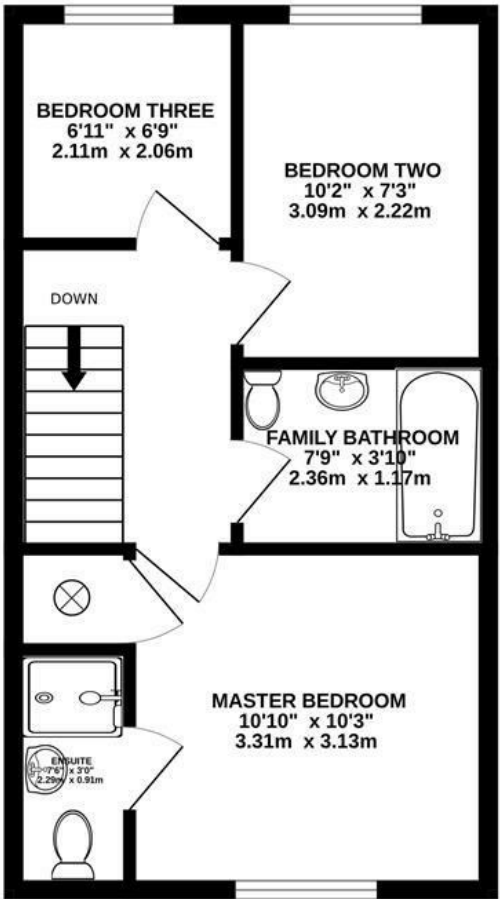 BEDROOM THREE
6'11" x 6'9"
2.11m x 2.06m
BEDROOM TWO
10'2" x 7'3"
3.09m x 2.22m
DOWN
FAMILY BATHROOM
7'9" x 3'10"
2.36m x 1.17m
MASTER BEDROOM
10'10" x 10'3"
3.31m x 3.13m
ENSUITE
7'6" x 3'0"
2.29m x 0.91m